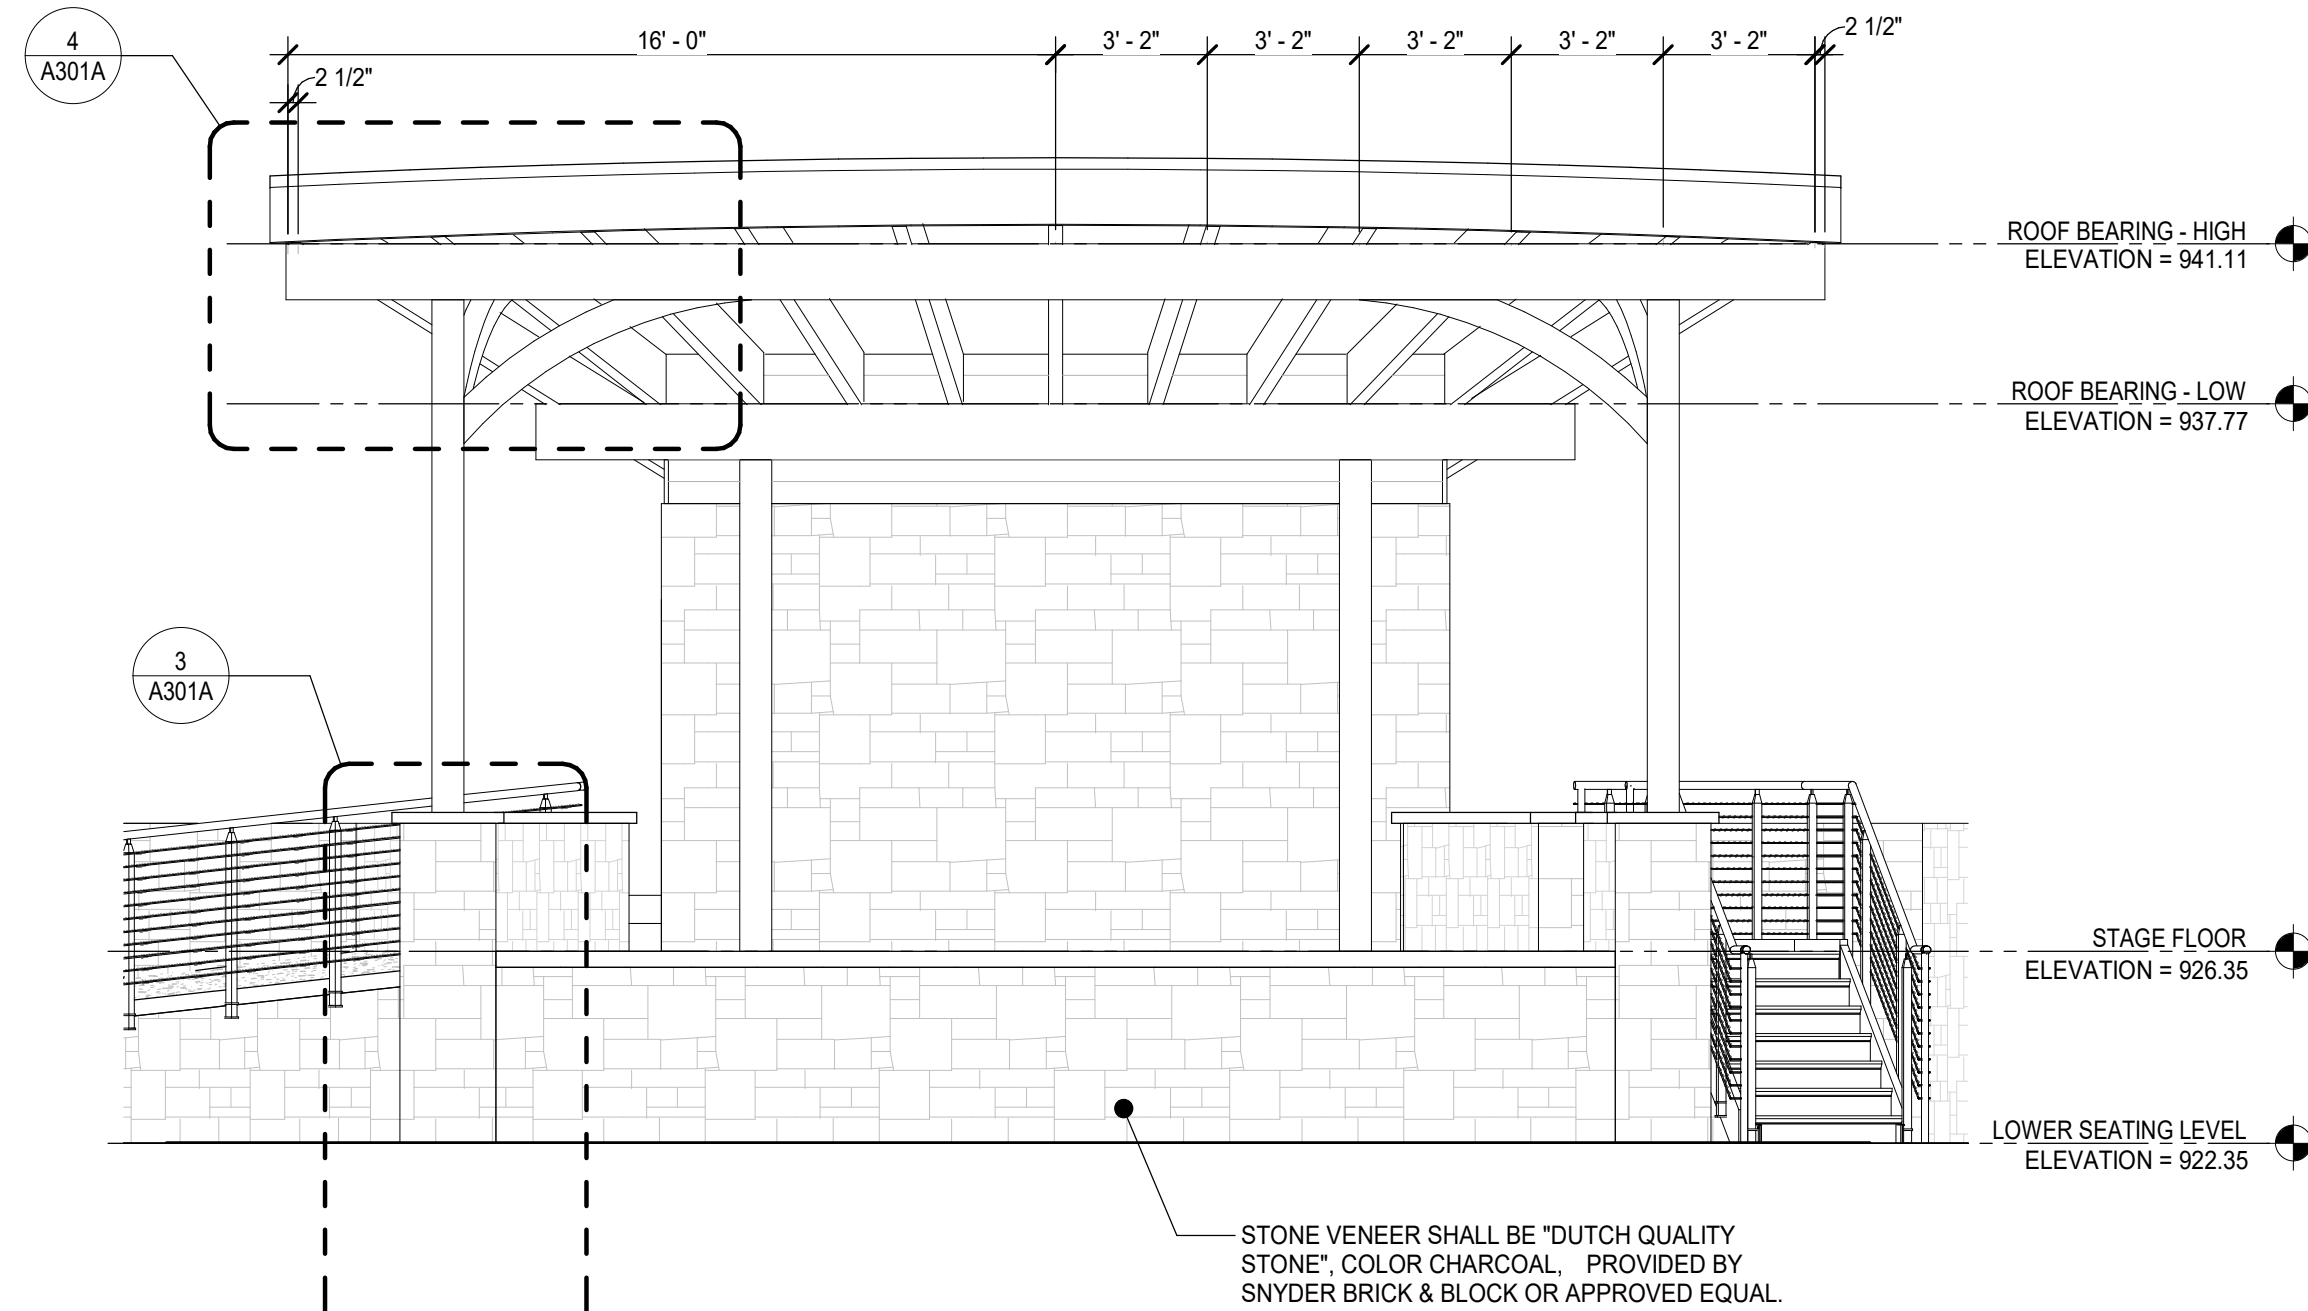 4
A301A
16' - 0"
3' - 2"
3' - 2"
3' - 2"
3' - 2"
3' - 2"
2 1/2"
2 1/2"
ROOF BEARING - HIGH
ELEVATION = 941.11
ROOF BEARING - LOW
ELEVATION = 937.77
3
A301A
STAGE FLOOR
ELEVATION = 926.35
LOWER SEATING LEVEL
ELEVATION = 922.35
STONE VENEER SHALL BE "DUTCH QUALITY
STONE", COLOR CHARCOAL, PROVIDED BY
SNYDER BRICK & BLOCK OR APPROVED EQUAL.